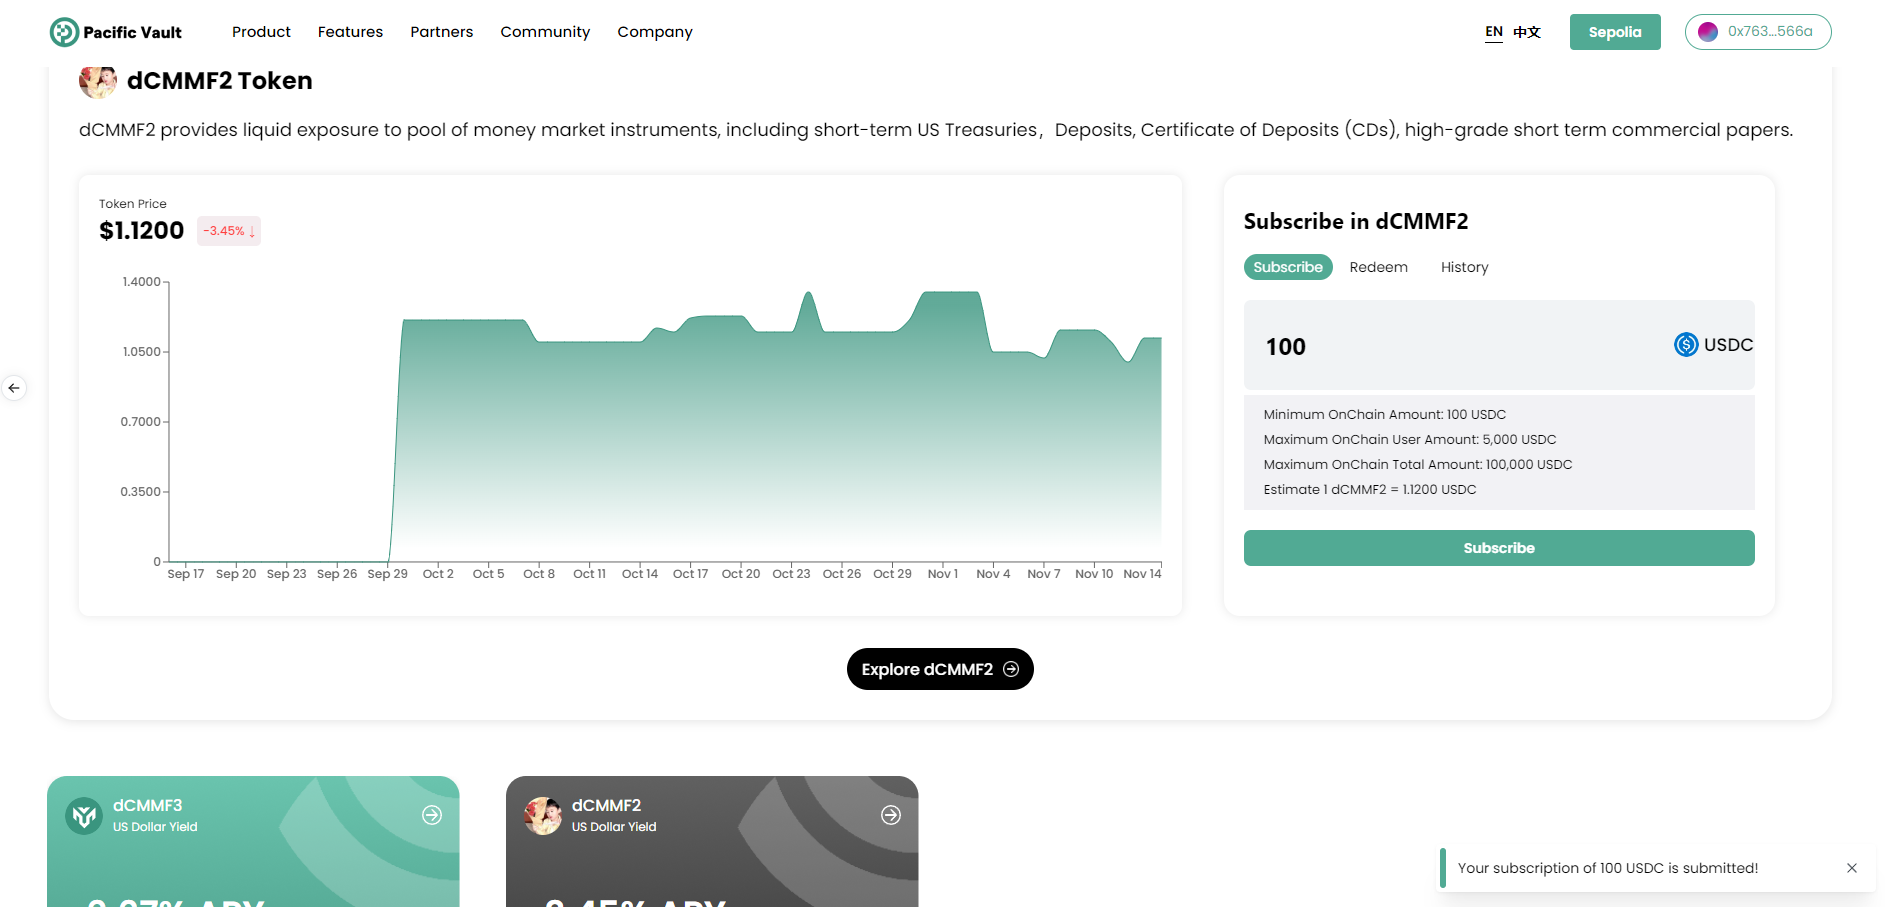 Pacific Vault
Product
Features
Partners
Community
Company
EN
中文
Sepolia
0x763...566a
dCMMF2 Token
dCMMF2 provides liquid exposure to pool of money market instruments, including short-term US Treasuries，Deposits, Certificate of Deposits (CDs), high-grade short term commercial papers.
Token Price
$1.1200
-3.45% ↓
1.4000
1.0500
0.7000
0.3500
0
Sep 17 Sep 20 Sep 23 Sep 26 Sep 29 Oct 2 Oct 5 Oct 8 Oct 11 Oct 14 Oct 17 Oct 20 Oct 23 Oct 26 Oct 29 Nov 1 Nov 4 Nov 7 Nov 10 Nov 14
Subscribe in dCMMF2
Subscribe
Redeem
History
100
USDC
Minimum OnChain Amount: 100 USDC
Maximum OnChain User Amount: 5,000 USDC
Maximum OnChain Total Amount: 100,000 USDC
Estimate 1 dCMMF2 = 1.1200 USDC
Subscribe
Explore dCMMF2
dCMMF3
US Dollar Yield
dCMMF2
US Dollar Yield
Your subscription of 100 USDC is submitted!